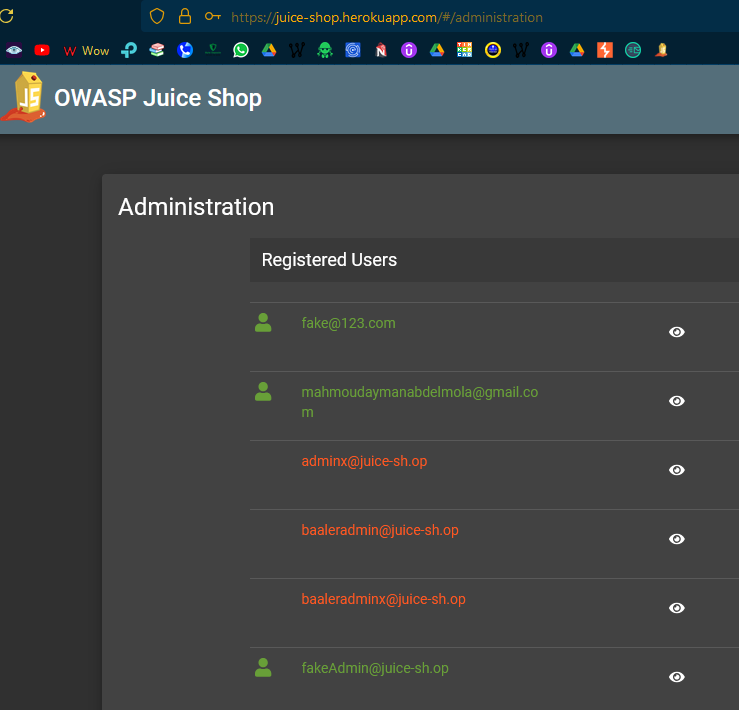 https://juice-shop.herokuapp.com/#/administration
Wow
JS
OWASP Juice Shop
Administration
Registered Users
fake@123.com
mahmoudaymanabdelmola@gmail.co
m
adminx@juice-sh.op
baaleradmin@juice-sh.op
baaleradminx@juice-sh.op
fakeAdmin@juice-sh.op